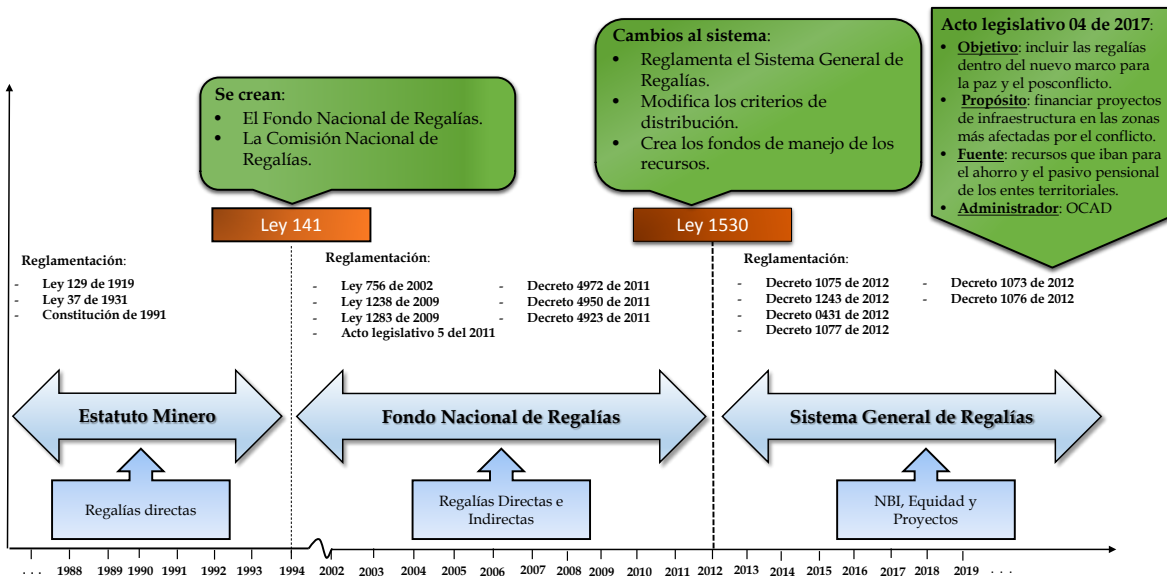 Se crean:
• El Fondo Nacional de Regalías.
• La Comisión Nacional de
Regalías.
Ley 141
Cambios al sistema:
• Reglamenta el Sistema General de
Regalías.
• Modifica los criterios de
distribución.
• Crea los fondos de manejo de los
recursos.
Ley 1530
Acto legislativo 04 de 2017:
• Objetivo: incluir las regalías
dentro del nuevo marco para
la paz y el posconflicto.
• Propósito: financiar proyectos
de infraestructura en las zonas
más afectadas por el conflicto.
• Fuente: recursos que iban para
el ahorro y el pasivo pensional
de los entes territoriales.
• Administrador: OCAD
Reglamentación:
- Ley 129 de 1919
- Ley 37 de 1931
- Constitución de 1991
Reglamentación:
- Ley 756 de 2002
- Ley 1238 de 2009
- Ley 1283 de 2009
- Acto legislativo 5 del 2011
- Decreto 4972 de 2011
- Decreto 4950 de 2011
- Decreto 4923 de 2011
Reglamentación:
- Decreto 1075 de 2012
- Decreto 1243 de 2012
- Decreto 0431 de 2012
- Decreto 1077 de 2012
- Decreto 1073 de 2012
- Decreto 1076 de 2012
Estatuto Minero
Fondo Nacional de Regalías
Sistema General de Regalías
Regalías directas
Regalías Directas e
Indirectas
NBI, Equidad y
Proyectos
. . . 1988 1989 1990 1991 1992 1993 1994 2002 2003 2004 2005 2006 2007 2008 2009 2010 2011 2012 2013 2014 2015 2016 2017 2018 2019 . . .